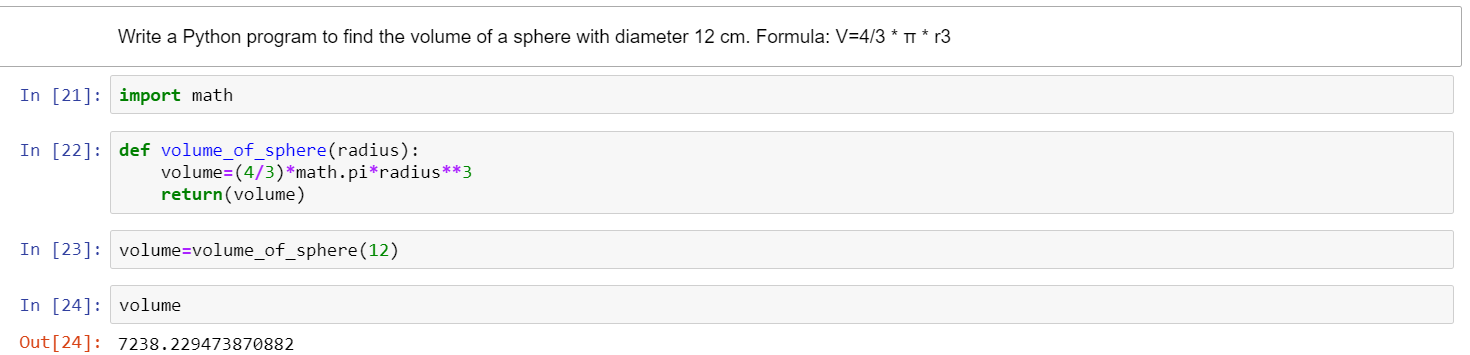 Write a Python program to find the volume of a sphere with diameter 12 cm. Formula: V=4/3 * π * r3
In [21]: import math
In [22]: def volume_of_sphere(radius):
    volume=(4/3)*math.pi*radius**3
    return(volume)
In [23]: volume=volume_of_sphere(12)
In [24]: volume
Out[24]: 7238.229473870882